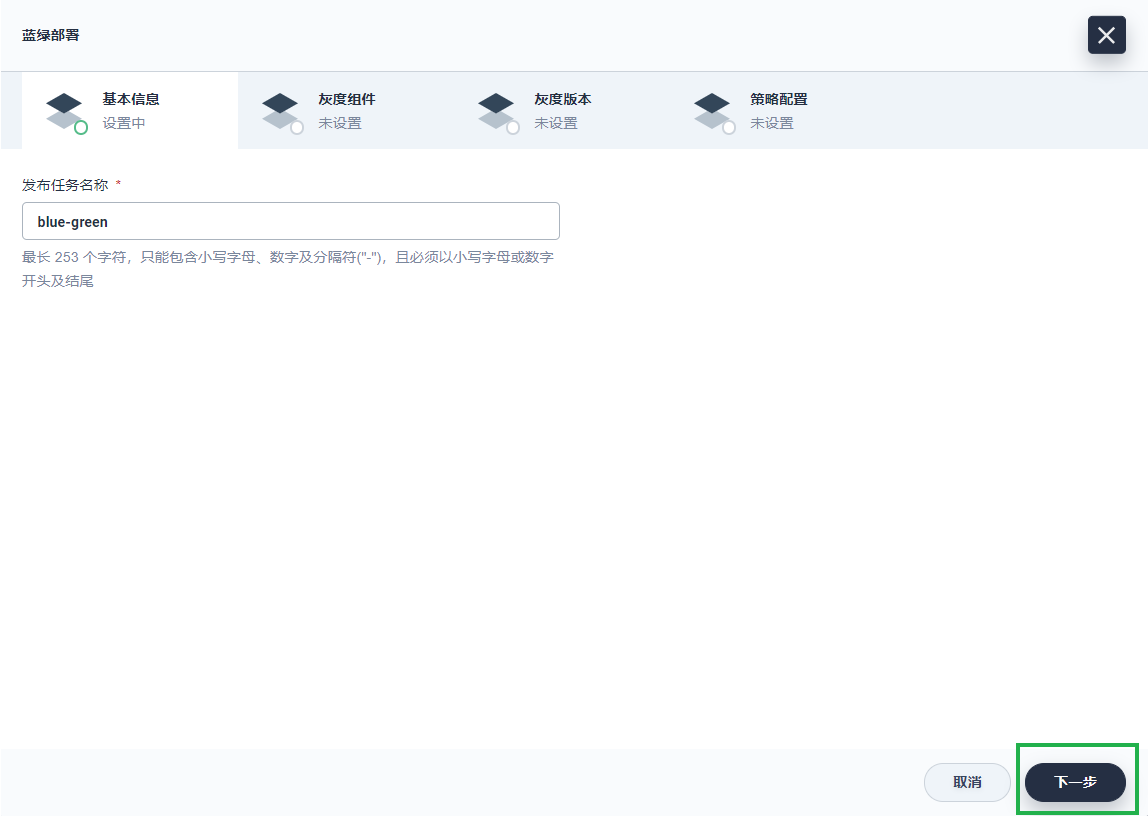 蓝绿部署
基本信息
设置中
灰度组件
未设置
灰度版本
未设置
策略配置
未设置
发布任务名称 *
blue-green
最长 253 个字符，只能包含小写字母、数字及分隔符("-")，且必须以小写字母或数字
开头及结尾
取消
下一步